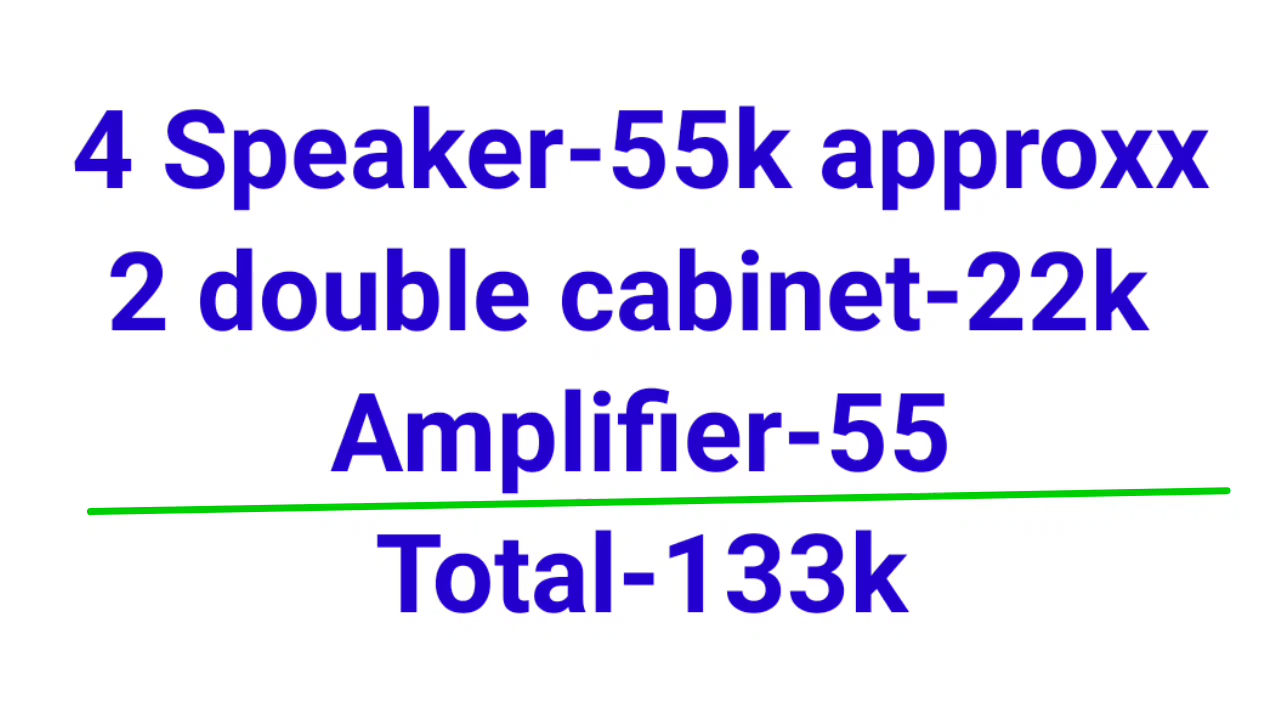 4 Speaker-55k approxx
2 double cabinet-22k
Amplifier-55
Total-133k